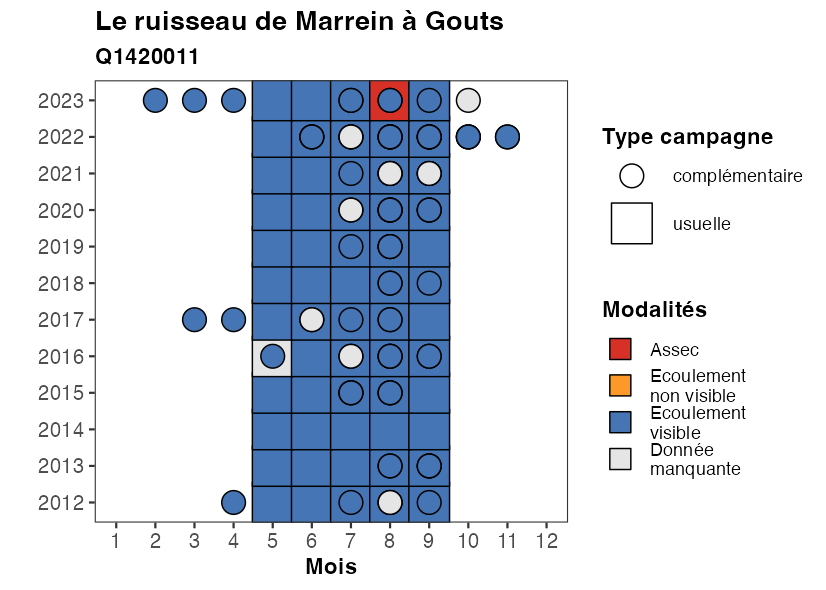 Le ruisseau de Marrein à Gouts
Q1420011
2023
2022
2021
2020
2019
2018
2017
2016
2015
2014
2013
2012
1 2 3 4 5 6 7 8 9 10 11 12
Mois
Type campagne
complémentaire
usuelle
Modalités
Assec
Ecoulement
non visible
Ecoulement
visible
Donnée
manquante